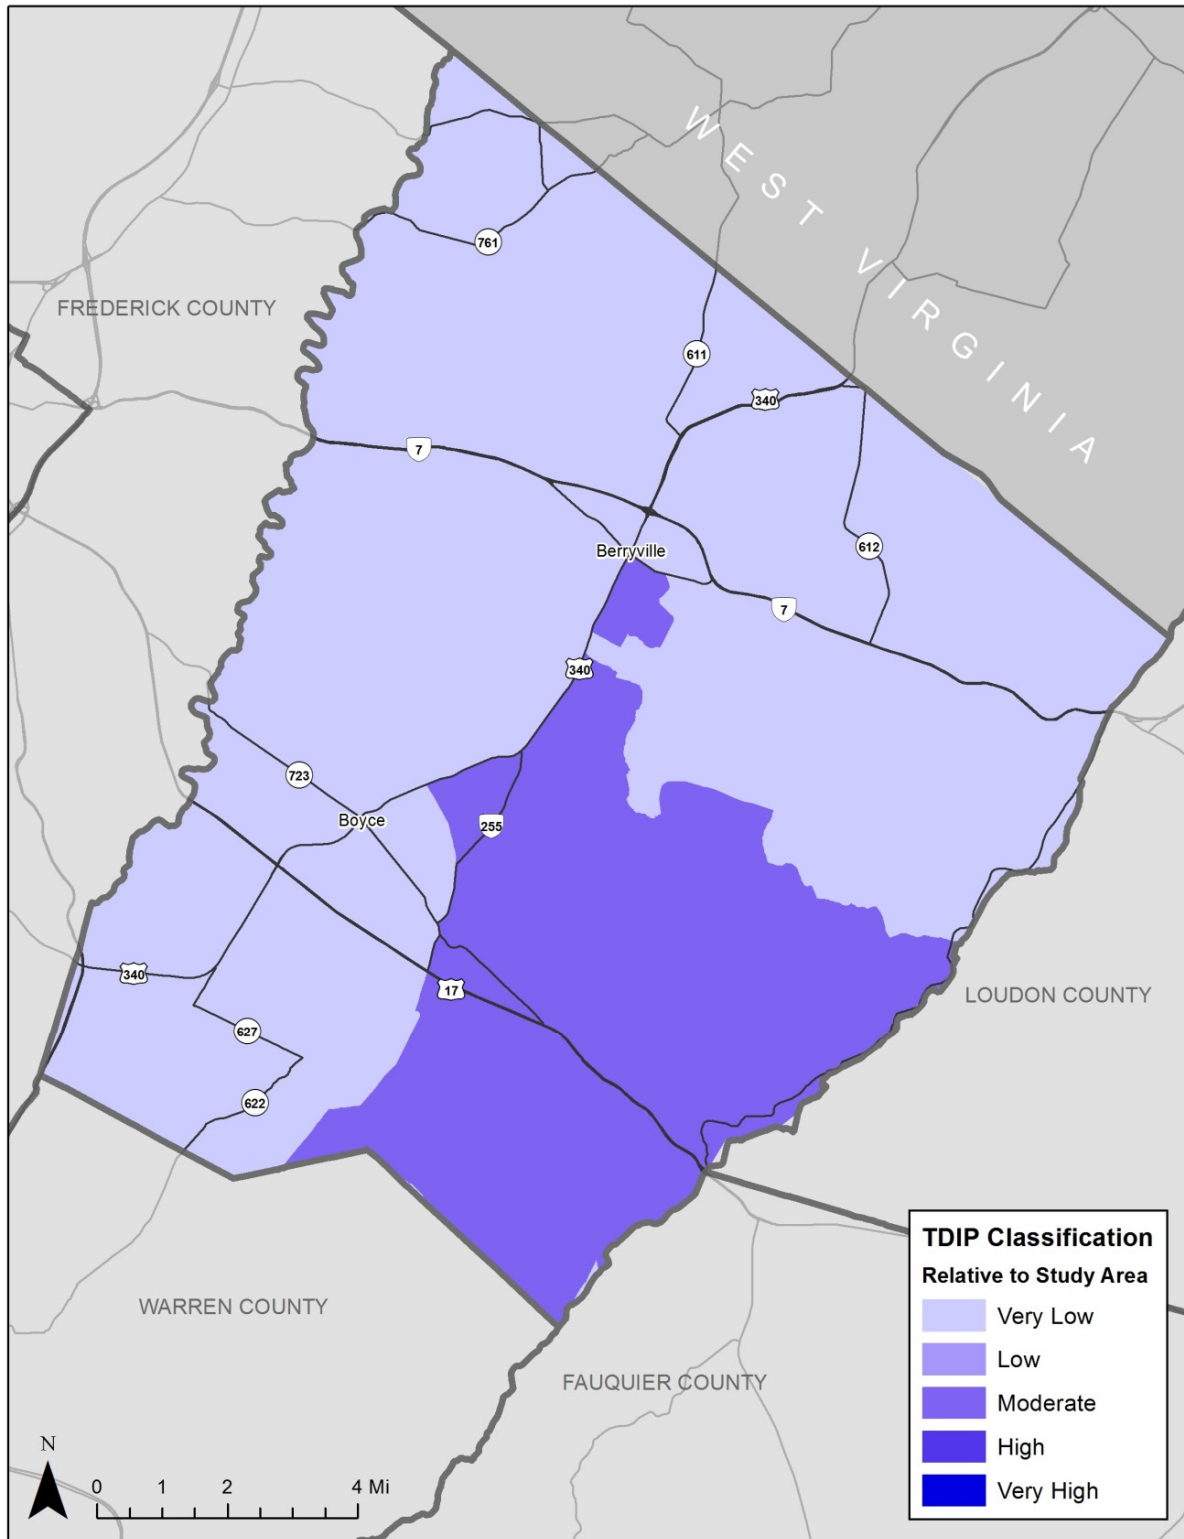 WEST VIRGINIA
761
FREDERICK COUNTY
611
340
7
Berryville
612
7
340
723
Boyce
255
340
17
LOUDON COUNTY
627
622
WARREN COUNTY
FAUQUIER COUNTY
TDIP Classification
Relative to Study Area
Very Low
Low
Moderate
High
Very High
N
0 1 2 4 Mi